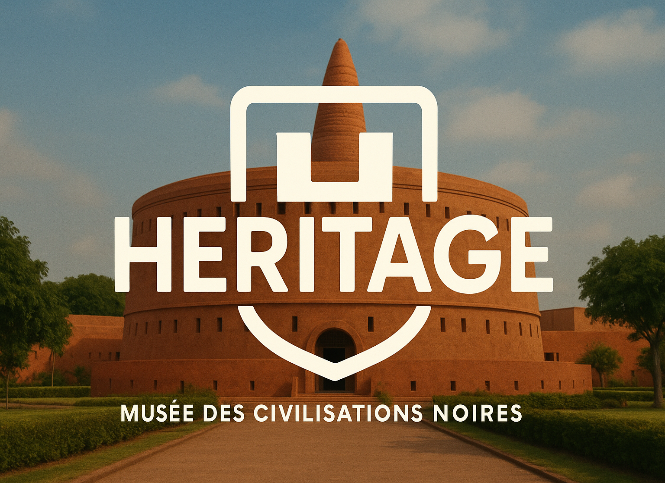 HERITAGE
MUSÉE DES CIVILISATIONS NOIRES